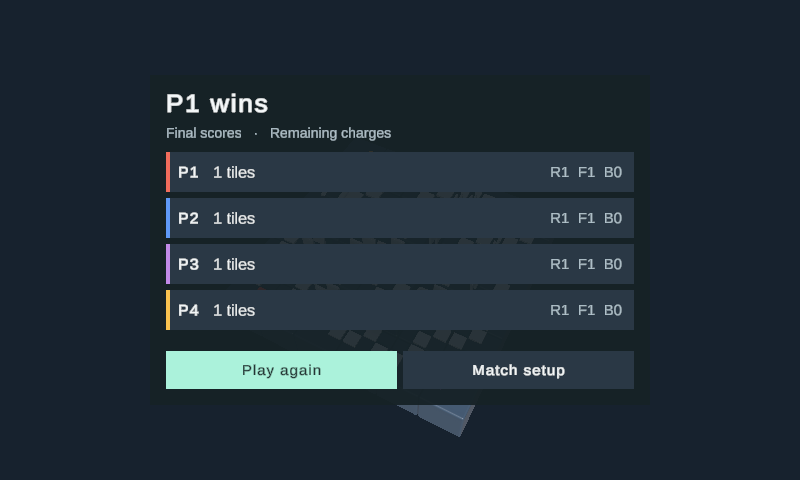 P1 wins
Final scores · Remaining charges
P1 1 tiles R1 F1 B0
P2 1 tiles R1 F1 B0
P3 1 tiles R1 F1 B0
P4 1 tiles R1 F1 B0
Play again Match setup